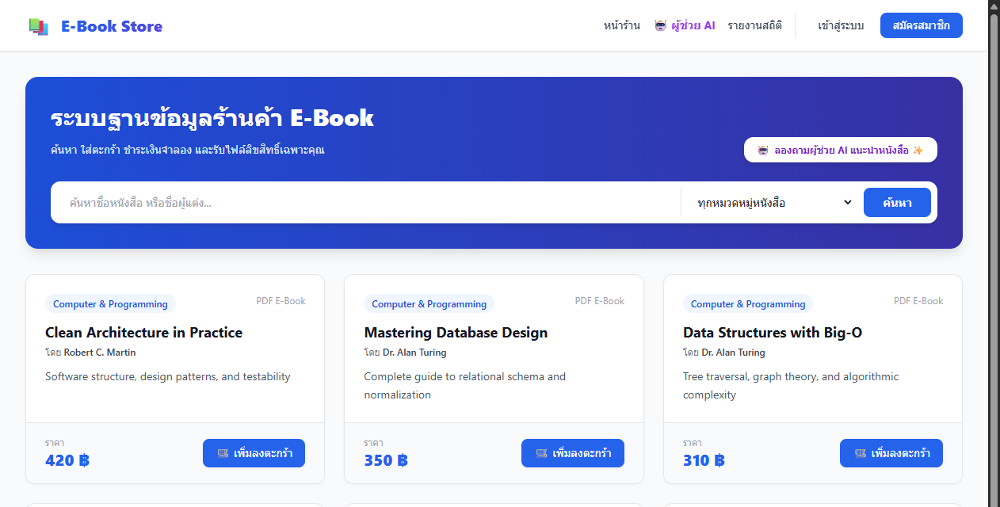 E-Book Store
หน้าร้าน ผู้ช่วย AI รายงานสถิติ เข้าสู่ระบบ สมัครสมาชิก
ระบบฐานข้อมูลร้านค้า E-Book
ค้นหา ใส่ตะกร้า ชำระเงินจำลอง และรับไฟล์ลิขสิทธิ์เฉพาะคุณ
ลองถามผู้ช่วย AI แนะนำหนังสือ
ค้นหาชื่อหนังสือ หรือชื่อผู้แต่ง... ทุกหมวดหมู่หนังสือ ค้นหา
Computer & Programming PDF E-Book
Clean Architecture in Practice
โดย Robert C. Martin
Software structure, design patterns, and testability
ราคา
420 ฿ เพิ่มลงตะกร้า
Computer & Programming PDF E-Book
Mastering Database Design
โดย Dr. Alan Turing
Complete guide to relational schema and
normalization
ราคา
350 ฿ เพิ่มลงตะกร้า
Computer & Programming PDF E-Book
Data Structures with Big-O
โดย Dr. Alan Turing
Tree traversal, graph theory, and algorithmic
complexity
ราคา
310 ฿ เพิ่มลงตะกร้า